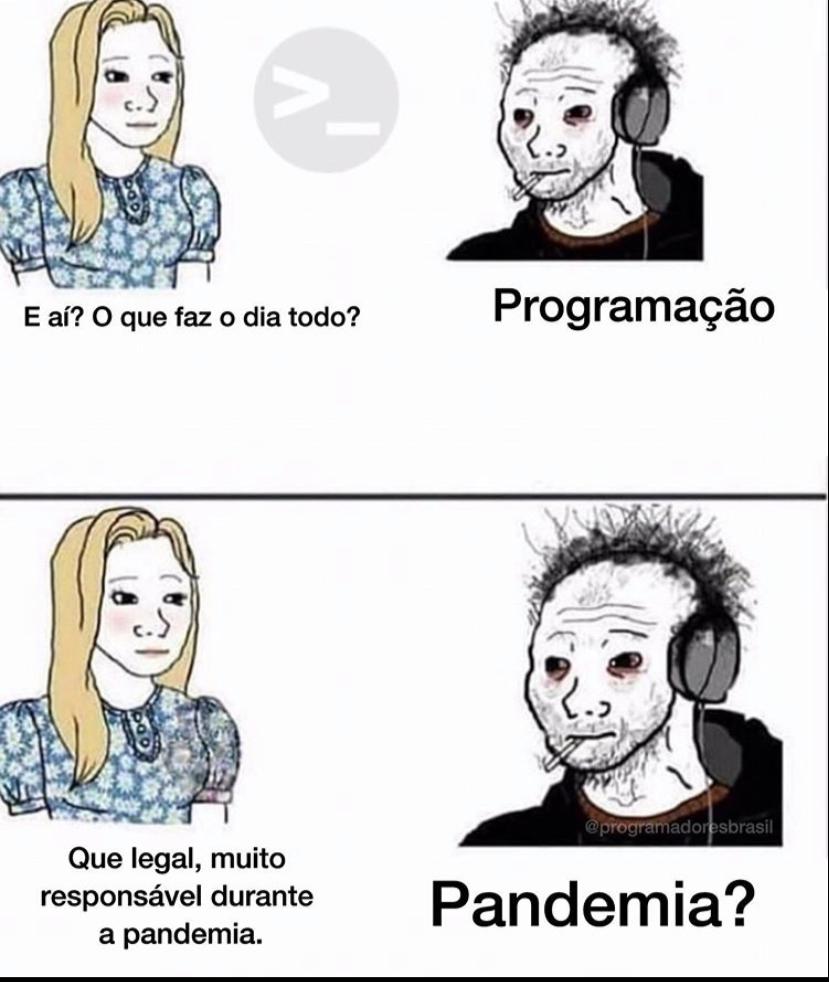 >_
E aí? O que faz o dia todo?
Programação
Que legal, muito
responsável durante
a pandemia.
@programadoresbrasil
Pandemia?